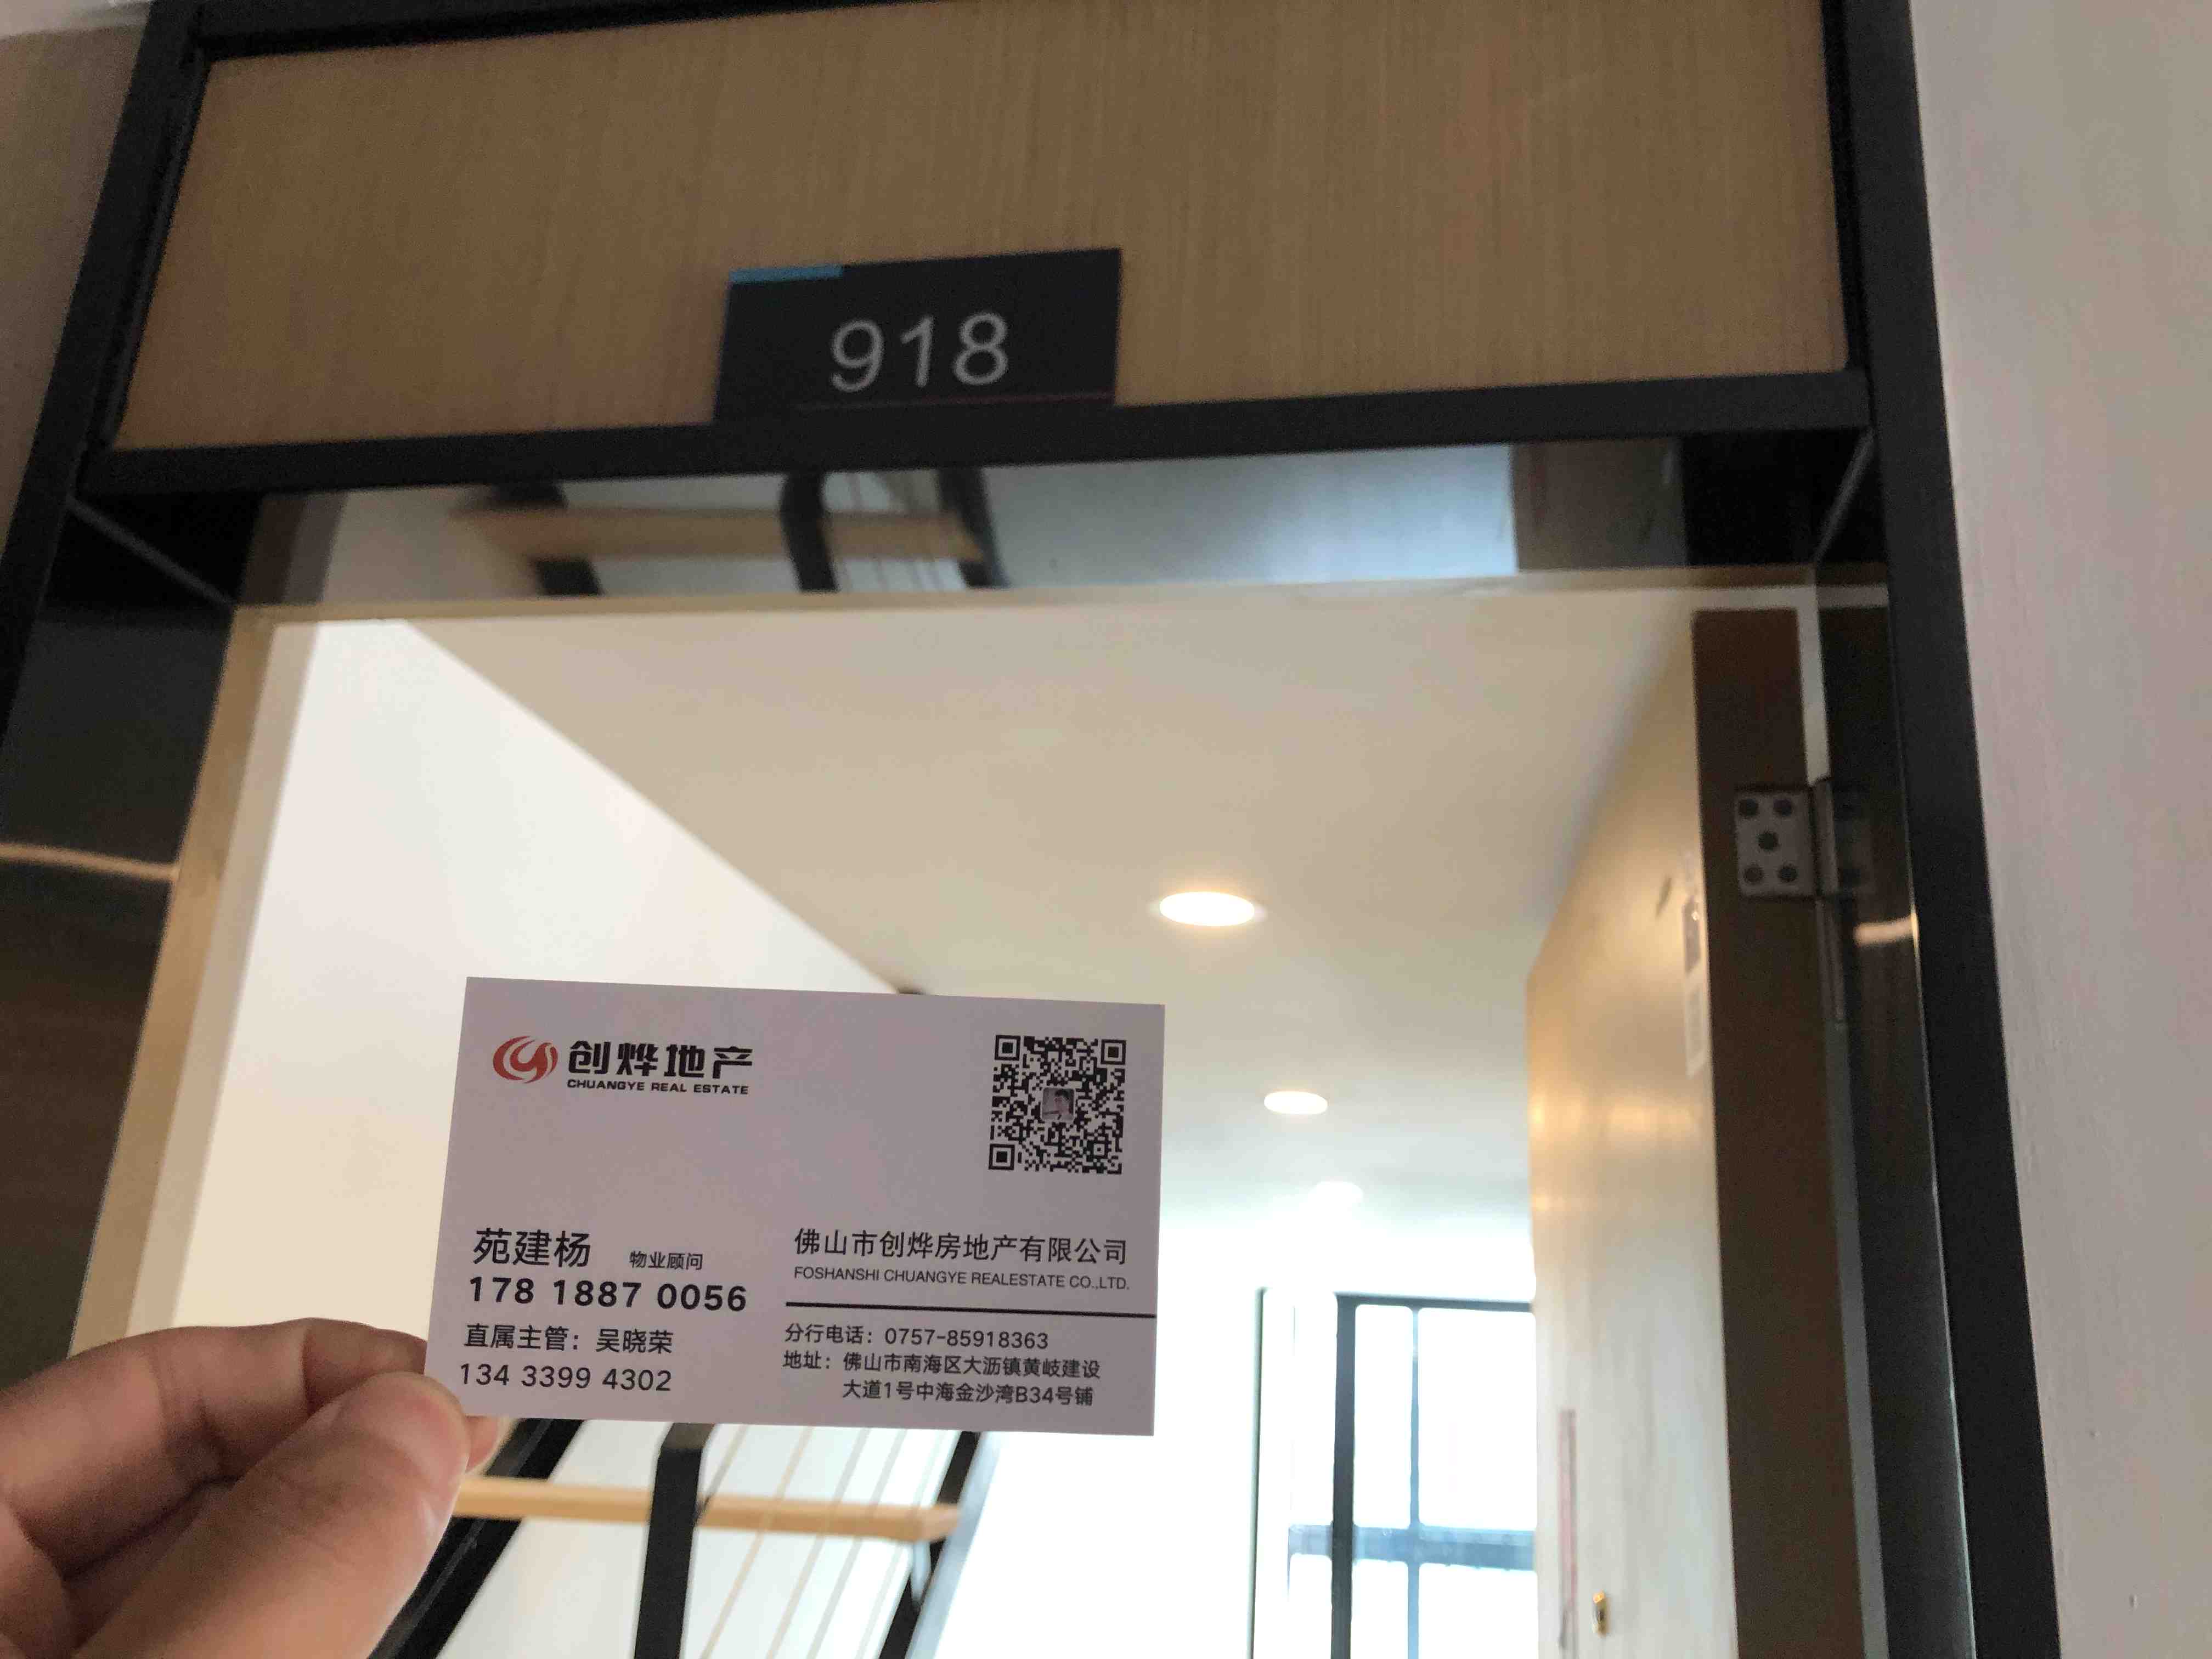 918
创烨地产
CHUANGYE REAL ESTATE
苑建杨 物业顾问
178 1887 0056
直属主管：吴晓荣
134 3399 4302
佛山市创烨房地产有限公司
FOSHANSHI CHUANGYE REALESTATE CO.,LTD.
分行电话：0757-85918363
地址：佛山市南海区大沥镇黄岐建设
大道1号中海金沙湾B34号铺